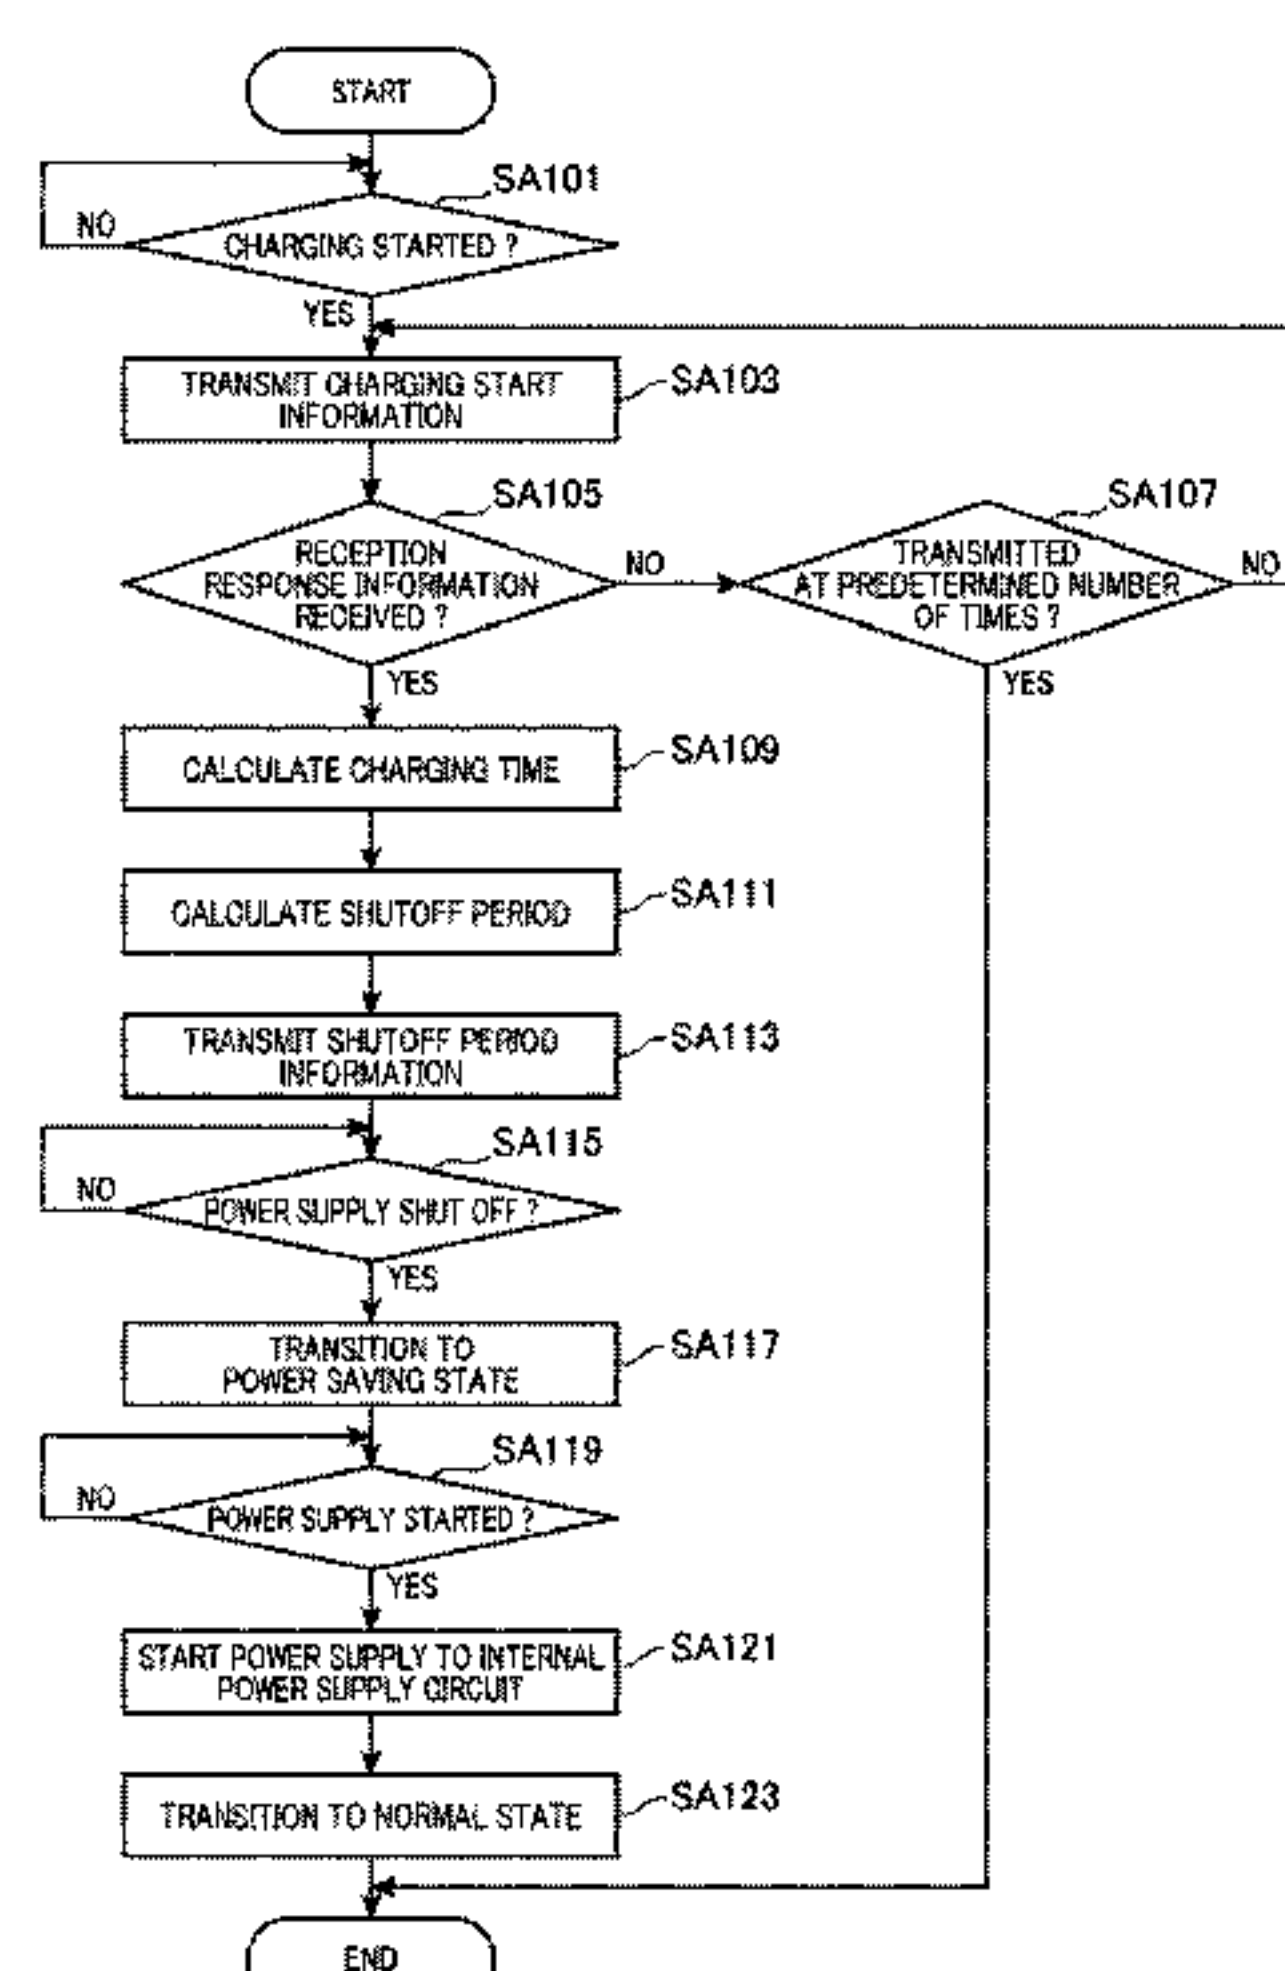 START
SA101
NO
CHARGING STARTED ?
YES
TRANSMIT CHARGING START
INFORMATION
SA103
SA105
RECEPTION
RESPONSE INFORMATION
RECEIVED ?
NO
SA107
TRANSMITTED
AT PREDETERMINED NUMBER
OF TIMES ?
NO
YES
YES
CALCULATE CHARGING TIME
SA109
CALCULATE SHUTOFF PERIOD
SA111
TRANSMIT SHUTOFF PERIOD
INFORMATION
SA113
SA115
NO
POWER SUPPLY SHUT OFF ?
YES
TRANSITION TO
POWER SAVING STATE
SA117
SA119
NO
POWER SUPPLY STARTED ?
YES
START POWER SUPPLY TO INTERNAL
POWER SUPPLY CIRCUIT
SA121
TRANSITION TO NORMAL STATE
SA123
END